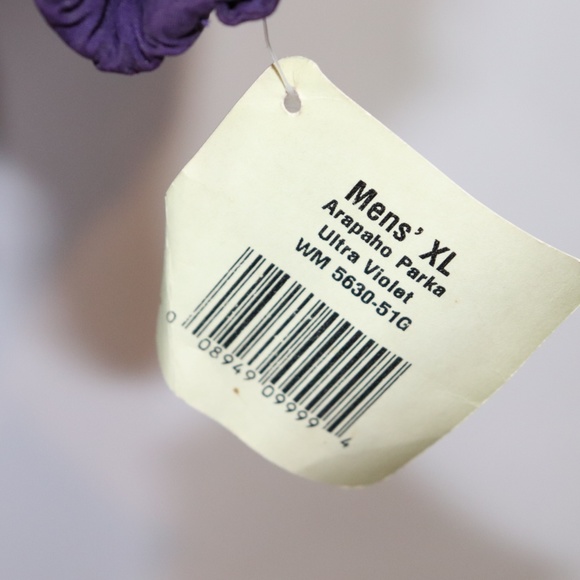 Mens' XL
Arapaho Parka
Ultra Violet
WM 5630-51G
0 08949 09999 4